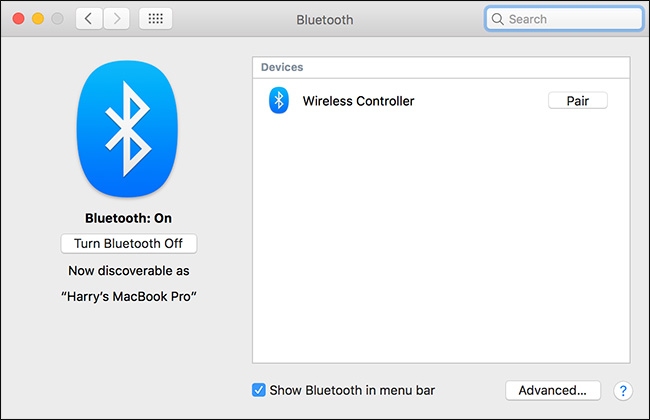 Bluetooth
Search
Devices
Wireless Controller
Pair
Bluetooth: On
Turn Bluetooth Off
Now discoverable as
“Harry’s MacBook Pro”
Show Bluetooth in menu bar
Advanced...
?